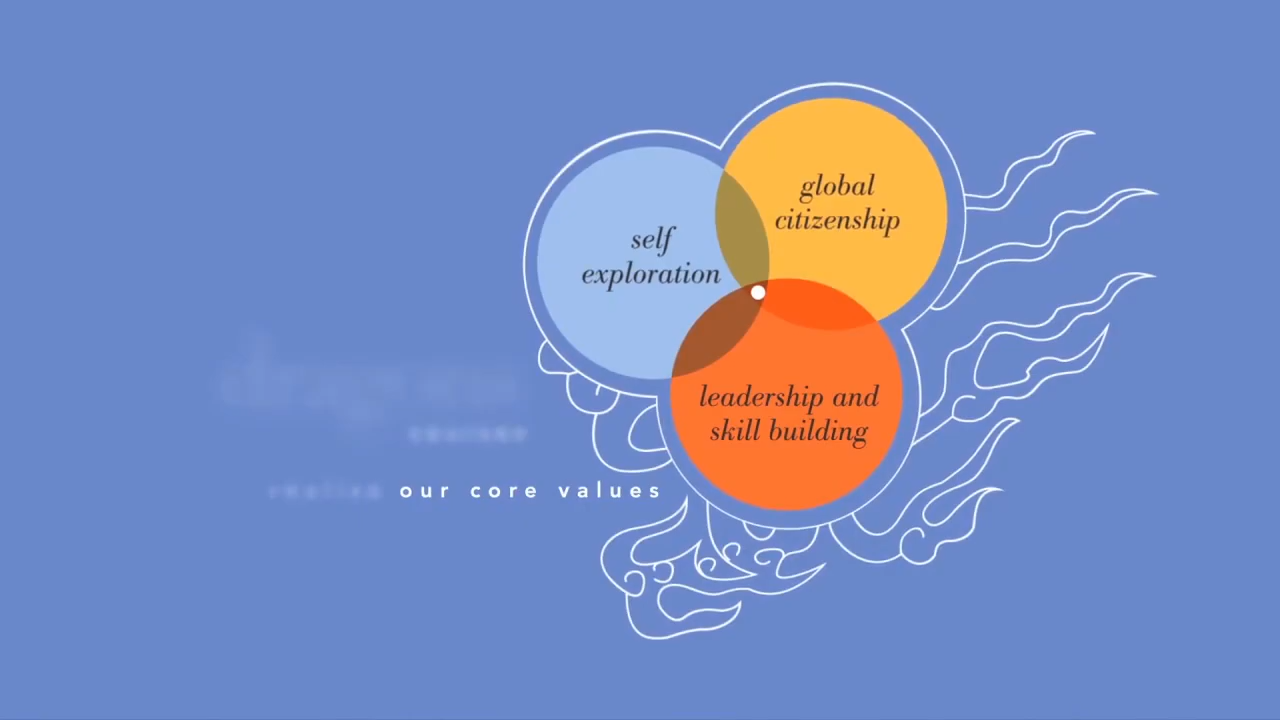 global
citizenship
self
exploration
leadership and
skill building
our core values